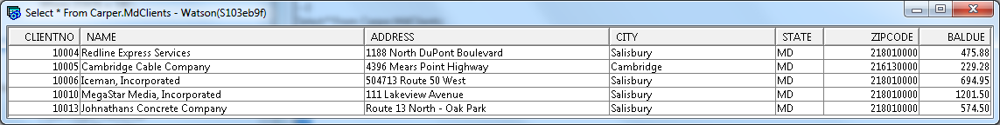 Select * From Carper.MdClients - Watson(S103eb9f)
CLIENTNO NAME ADDRESS CITY STATE ZIPCODE BALDUE
10004 Redline Express Services 1188 North DuPont Boulevard Salisbury MD 218010000 475.88
10005 Cambridge Cable Company 4396 Mears Point Highway Cambridge MD 216130000 229.28
10006 Iceman, Incorporated 504713 Route 50 West Salisbury MD 218010000 694.95
10010 MegaStar Media, Incorporated 111 Lakeview Avenue Salisbury MD 218010000 1201.50
10013 Johnathans Concrete Company Route 13 North - Oak Park Salisbury MD 218010000 574.50